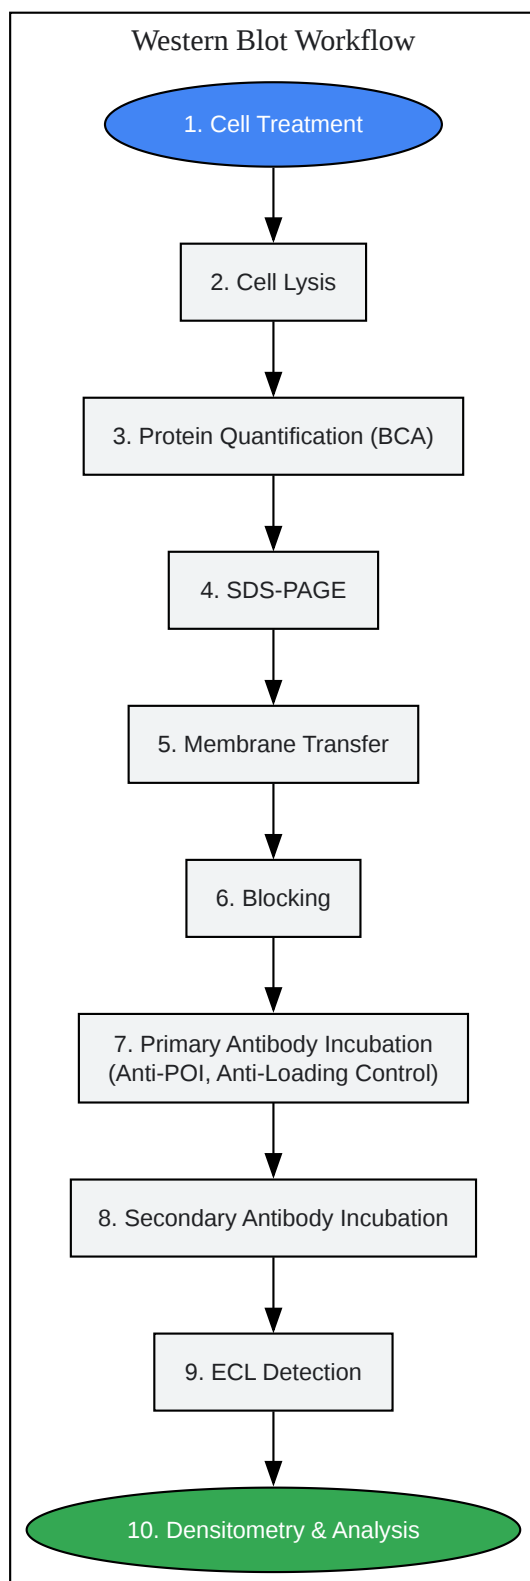 Western Blot Workflow
1. Cell Treatment
2. Cell Lysis
3. Protein Quantification (BCA)
4. SDS-PAGE
5. Membrane Transfer
6. Blocking
7. Primary Antibody Incubation
(Anti-POI, Anti-Loading Control)
8. Secondary Antibody Incubation
9. ECL Detection
10. Densitometry & Analysis